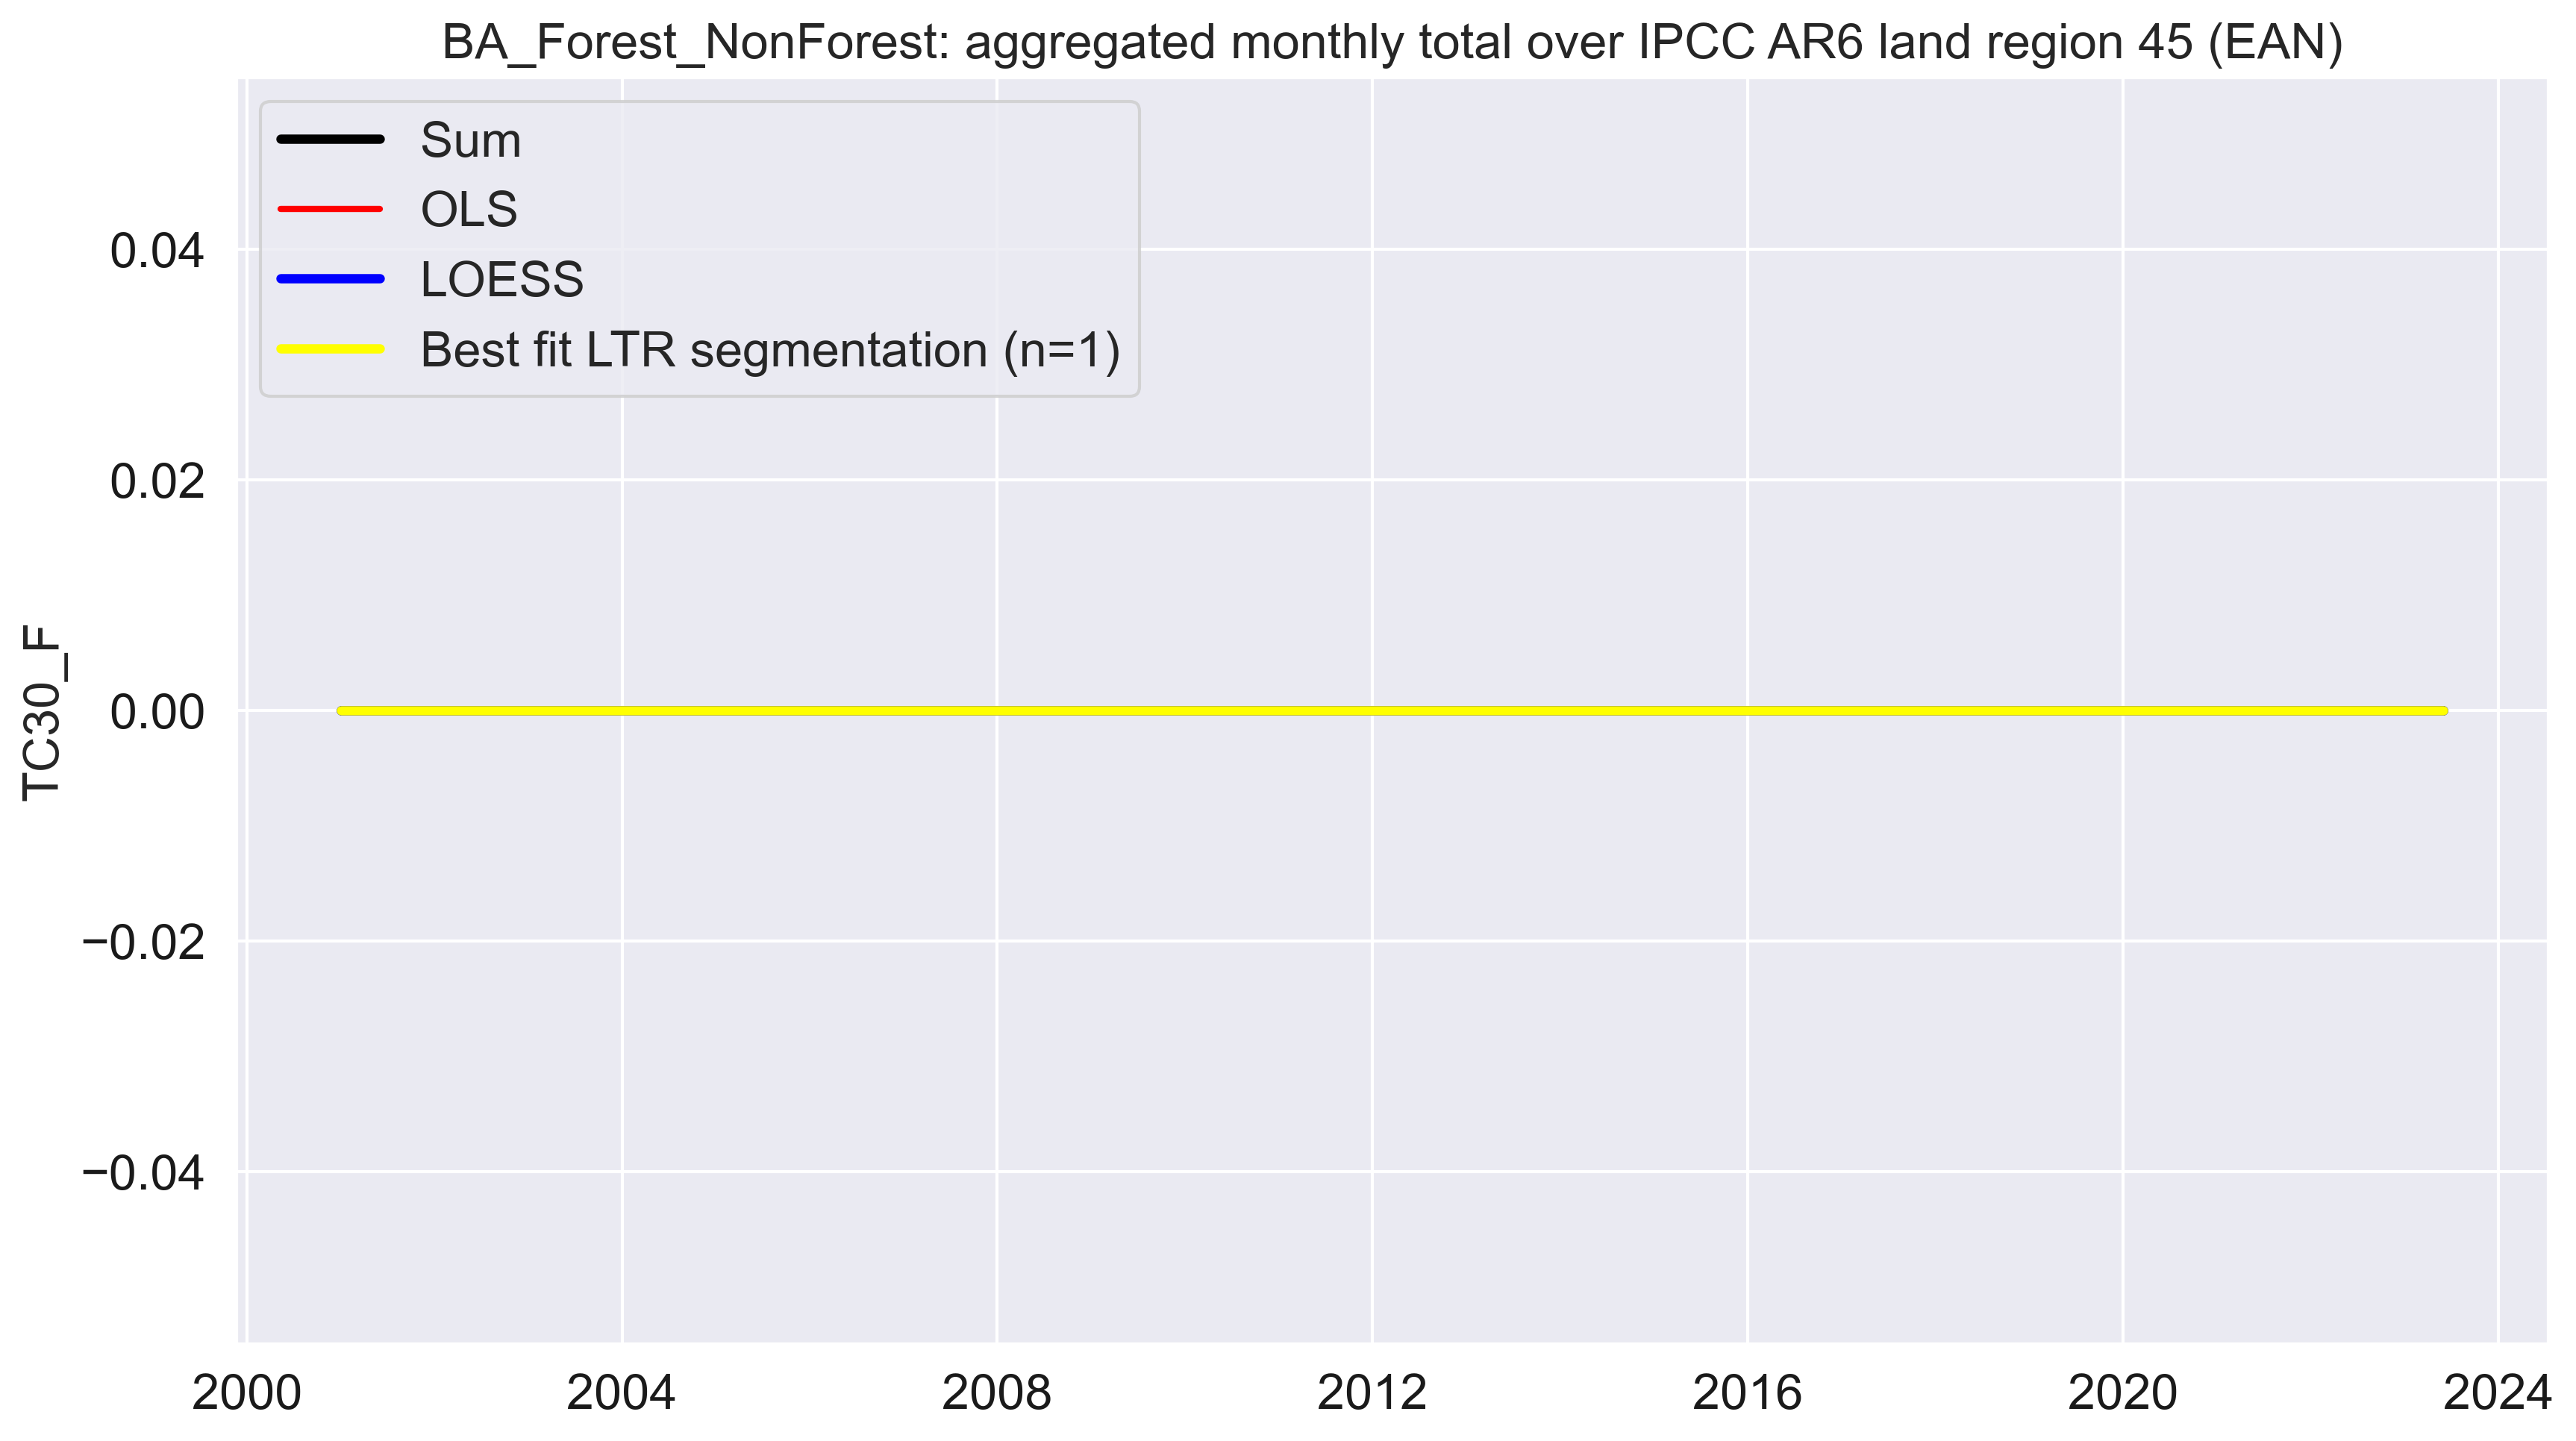 BA_Forest_NonForest: aggregated monthly total over IPCC AR6 land region 45 (EAN)
Sum
OLS
LOESS
Best fit LTR segmentation (n=1)
0.04
0.02
0.00
−0.02
−0.04
TC30_F
2000 2004 2008 2012 2016 2020 2024